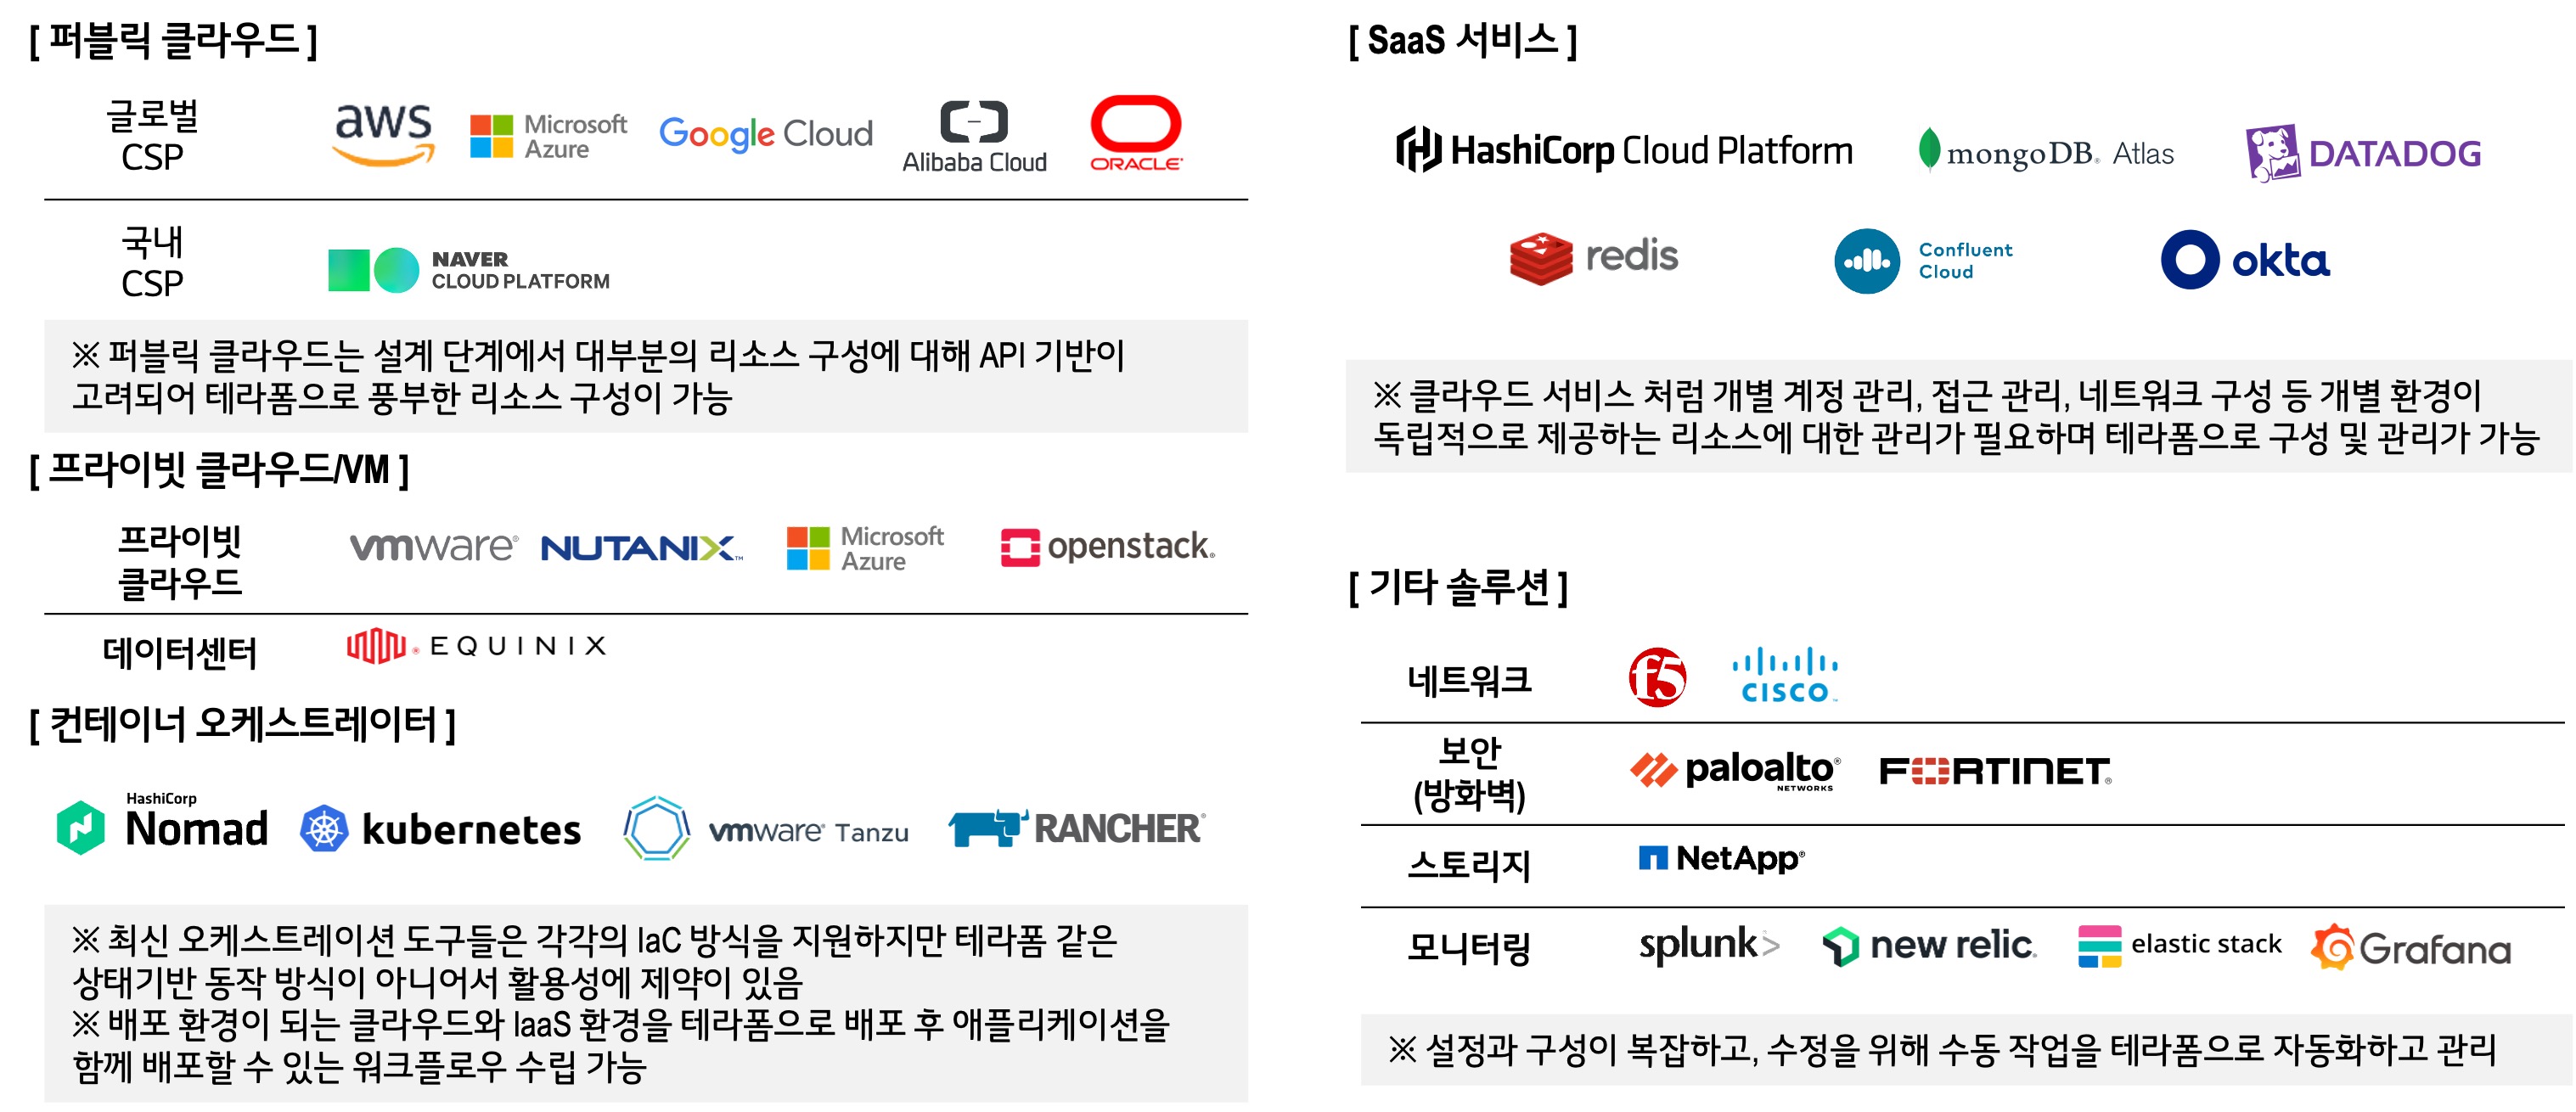 [ 퍼블릭 클라우드 ]
글로벌
CSP
aws
Microsoft
Azure
Google Cloud
Alibaba Cloud
ORACLE
국내
CSP
NAVER
CLOUD PLATFORM
※ 퍼블릭 클라우드는 설계 단계에서 대부분의 리소스 구성에 대해 API 기반이
고려되어 테라폼으로 풍부한 리소스 구성이 가능
[ 프라이빗 클라우드/VM ]
프라이빗
클라우드
vmware®
NUTANIX™
Microsoft
Azure
openstack.
데이터센터
EQUINIX
[ 컨테이너 오케스트레이터 ]
HashiCorp
Nomad
kubernetes
vmware® Tanzu
RANCHER®
※ 최신 오케스트레이션 도구들은 각각의 IaC 방식을 지원하지만 테라폼 같은
상태기반 동작 방식이 아니어서 활용성에 제약이 있음
※ 배포 환경이 되는 클라우드와 IaaS 환경을 테라폼으로 배포 후 애플리케이션을
함께 배포할 수 있는 워크플로우 수립 가능
[ SaaS 서비스 ]
HashiCorp Cloud Platform
mongoDB. Atlas
DATADOG
redis
Confluent
Cloud
okta
※ 클라우드 서비스 처럼 개별 계정 관리, 접근 관리, 네트워크 구성 등 개별 환경이
독립적으로 제공하는 리소스에 대한 관리가 필요하며 테라폼으로 구성 및 관리가 가능
[ 기타 솔루션 ]
네트워크
f5
CISCO™
보안
(방화벽)
paloalto®
NETWORKS
FORTINET®
스토리지
NetApp®
모니터링
splunk>
new relic.
elastic stack
Grafana
※ 설정과 구성이 복잡하고, 수정을 위해 수동 작업을 테라폼으로 자동화하고 관리